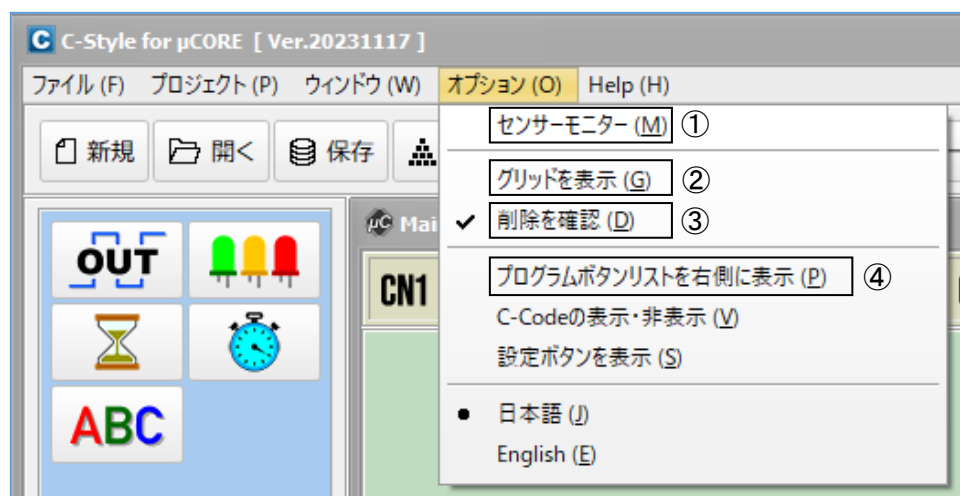 C C-Style for μCORE [ Ver.20231117 ]
ファイル (F) プロジェクト (P) ウィンドウ (W) オプション (O) Help (H)
新規 開く 保存
センサーモニター (M) ①
グリッドを表示 (G) ②
削除を確認 (D) ③
プログラムボタンリストを右側に表示 (P) ④
C-Codeの表示・非表示 (V)
設定ボタンを表示 (S)
日本語 (J)
English (E)
OUT
ABC
μC Mai
CN1